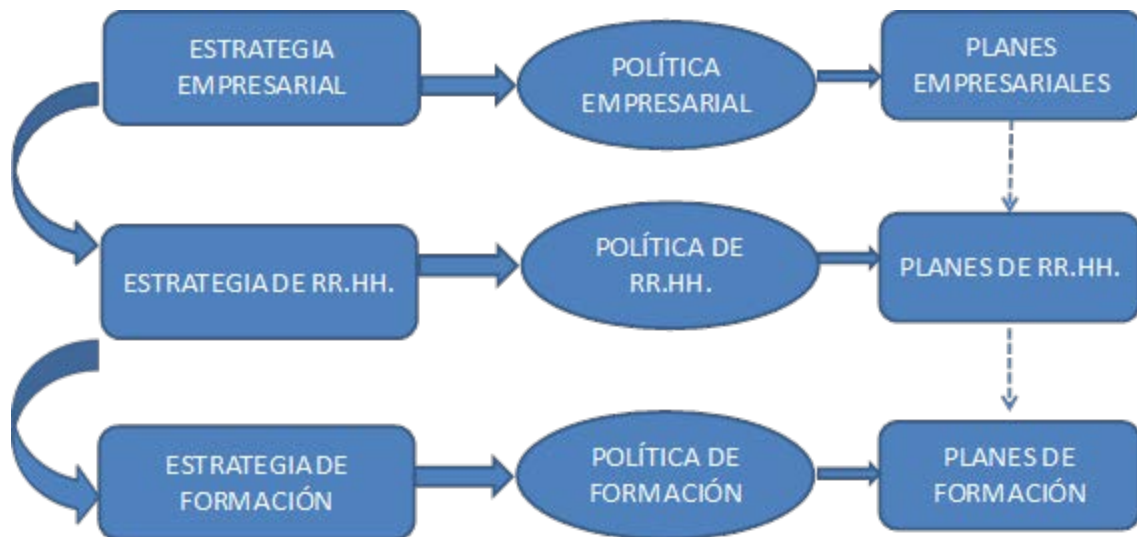 ESTRATEGIA
EMPRESARIAL
POLÍTICA
EMPRESARIAL
PLANES
EMPRESARIALES
ESTRATEGIA DE RR.HH.
POLÍTICA DE
RR.HH.
PLANES DE RR.HH.
ESTRATEGIA DE
FORMACIÓN
POLÍTICA DE
FORMACIÓN
PLANES DE
FORMACIÓN